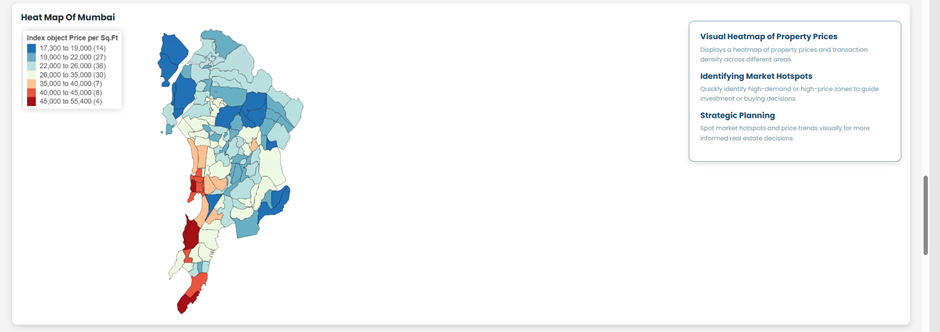 Heat Map Of Mumbai
Index object Price per Sq.Ft
17,300 to 19,000 (14)
19,000 to 22,000 (27)
22,000 to 26,000 (36)
26,000 to 35,000 (30)
35,000 to 40,000 (7)
40,000 to 45,000 (8)
45,000 to 55,400 (4)
Visual Heatmap of Property Prices
Displays a heatmap of property prices and transaction
density across different areas.
Identifying Market Hotspots
Quickly identify high-demand or high-price zones to guide
investment or buying decisions.
Strategic Planning
Spot market hotspots and price trends visually for more
informed real estate decisions.